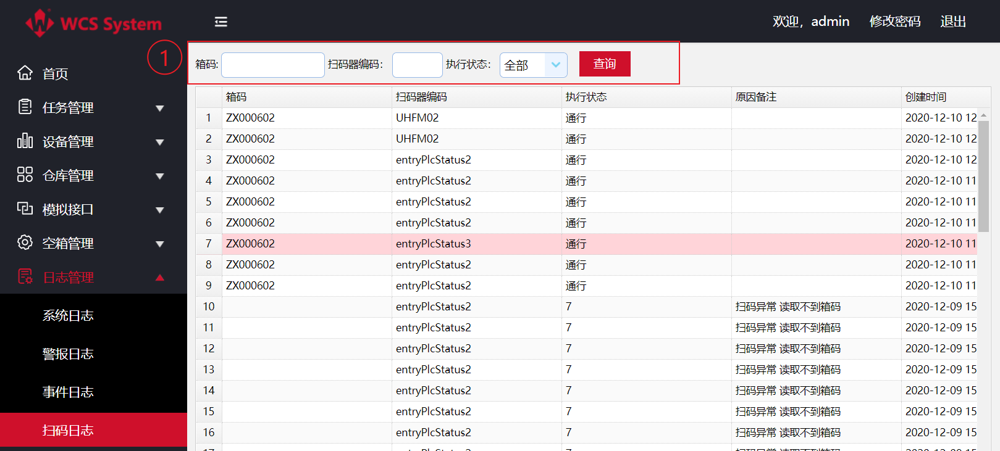 WCS System
欢迎，admin 修改密码 退出
①
首页
任务管理
设备管理
仓库管理
模拟接口
空箱管理
日志管理
系统日志
警报日志
事件日志
扫码日志
箱码: 扫码器编码： 执行状态： 全部 查询
箱码 扫码器编码 执行状态 原因备注 创建时间
1 ZX000602 UHFM02 通行 2020-12-10 12
2 ZX000602 UHFM02 通行 2020-12-10 12
3 ZX000602 entryPlcStatus2 通行 2020-12-10 12
4 ZX000602 entryPlcStatus2 通行 2020-12-10 11
5 ZX000602 entryPlcStatus2 通行 2020-12-10 11
6 ZX000602 entryPlcStatus2 通行 2020-12-10 11
7 ZX000602 entryPlcStatus3 通行 2020-12-10 11
8 ZX000602 entryPlcStatus2 通行 2020-12-10 11
9 ZX000602 entryPlcStatus2 通行 2020-12-10 11
10 entryPlcStatus2 7 扫码异常 读取不到箱码 2020-12-09 15
11 entryPlcStatus2 7 扫码异常 读取不到箱码 2020-12-09 15
12 entryPlcStatus2 7 扫码异常 读取不到箱码 2020-12-09 15
13 entryPlcStatus2 7 扫码异常 读取不到箱码 2020-12-09 15
14 entryPlcStatus2 7 扫码异常 读取不到箱码 2020-12-09 15
15 entryPlcStatus2 7 扫码异常 读取不到箱码 2020-12-09 15
16 entryPlcStatus2 7 扫码异常 读取不到箱码 2020-12-09 15